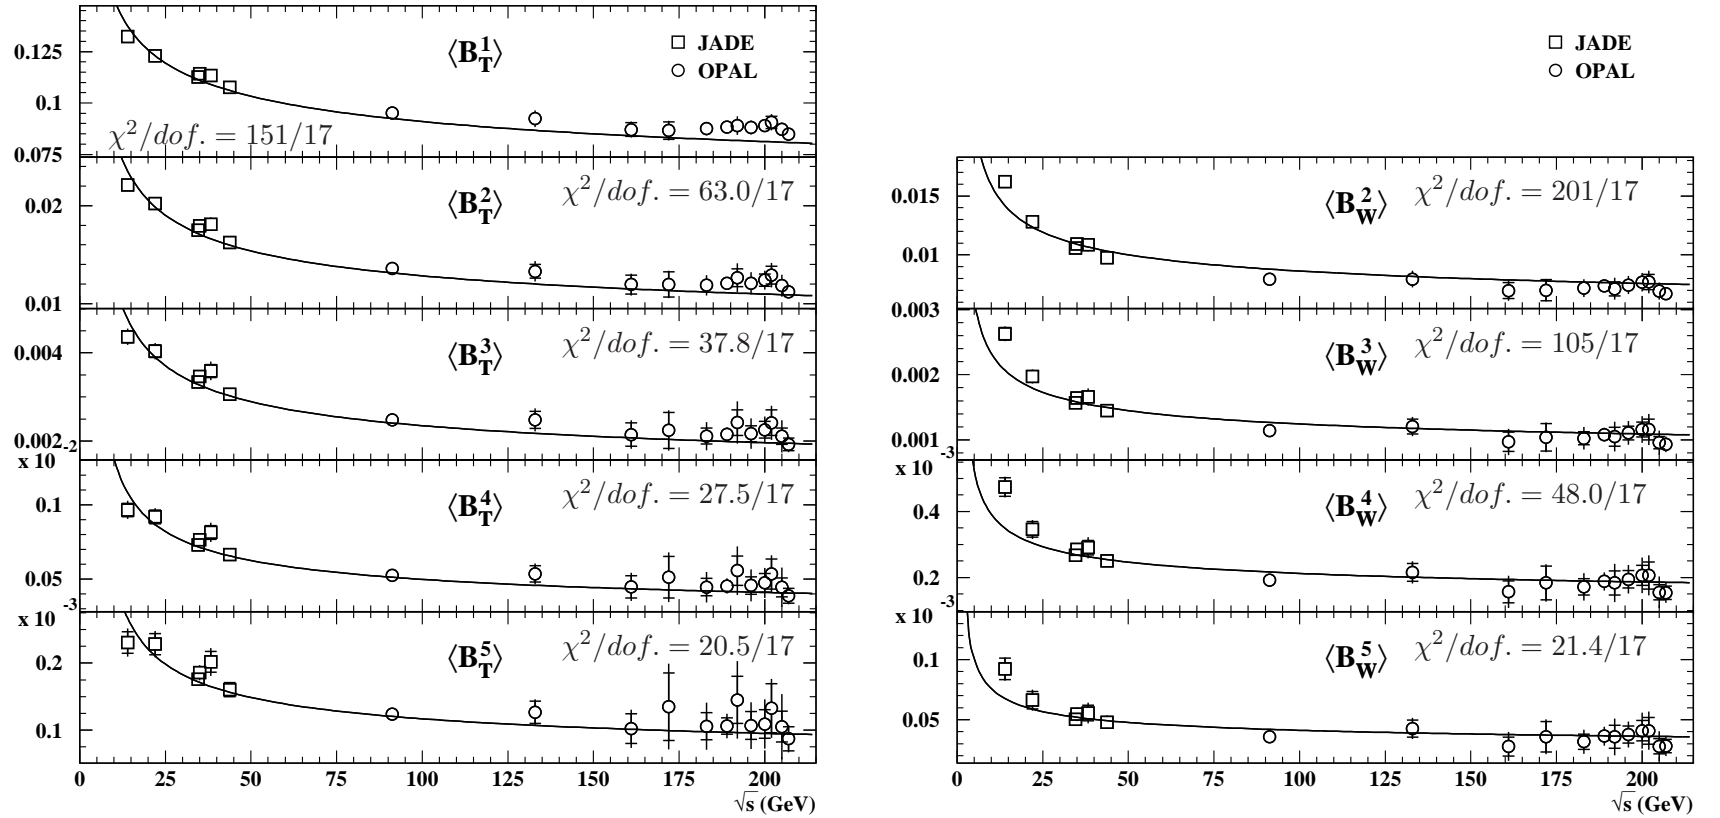 ⟨B_T^1⟩
□ JADE
○ OPAL
0.125
0.1
0.075
χ²/dof. = 151/17
⟨B_T^2⟩
χ²/dof. = 63.0/17
0.02
0.01
⟨B_T^3⟩
χ²/dof. = 37.8/17
0.004
0.002
-2
x 10
⟨B_T^4⟩
χ²/dof. = 27.5/17
0.1
0.05
-3
x 10
⟨B_T^5⟩
χ²/dof. = 20.5/17
0.2
0.1
0 25 50 75 100 125 150 175 200
√s (GeV)
□ JADE
○ OPAL
⟨B_W^2⟩
χ²/dof. = 201/17
0.015
0.01
0.003
⟨B_W^3⟩
χ²/dof. = 105/17
0.002
0.001
-3
x 10
⟨B_W^4⟩
χ²/dof. = 48.0/17
0.4
0.2
-3
x 10
⟨B_W^5⟩
χ²/dof. = 21.4/17
0.1
0.05
0 25 50 75 100 125 150 175 200
√s (GeV)